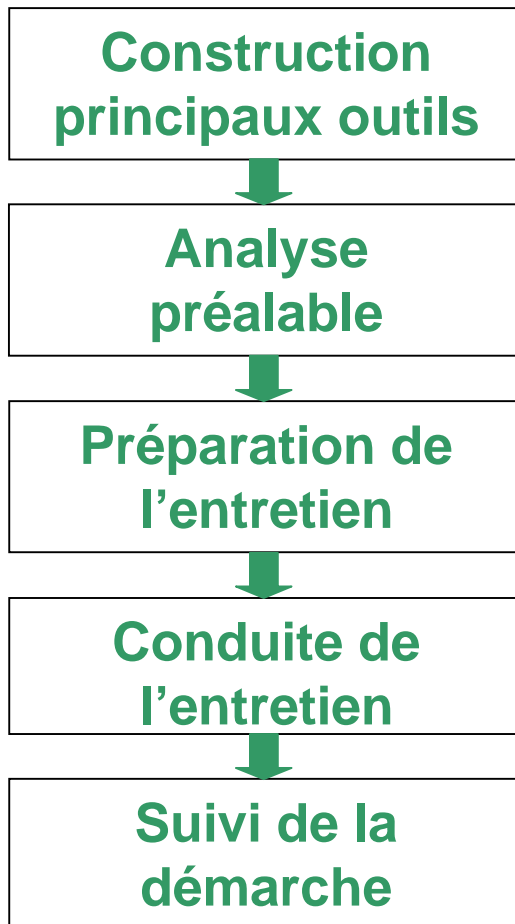 Construction
principaux outils
Analyse
préalable
Préparation de
l’entretien
Conduite de
l’entretien
Suivi de la
démarche